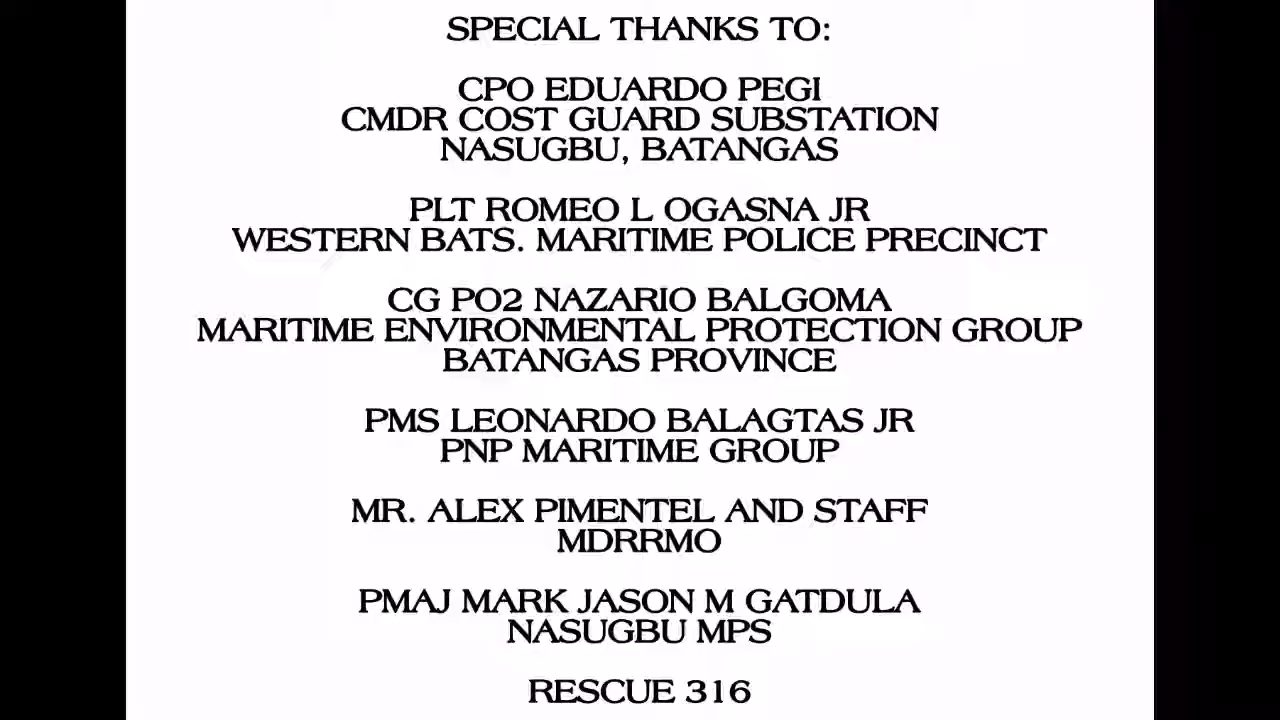 SPECIAL THANKS TO:
CPO EDUARDO PEGI
CMDR COST GUARD SUBSTATION
NASUGBU, BATANGAS
PLT ROMEO L OGASNA JR
WESTERN BATS. MARITIME POLICE PRECINCT
CG PO2 NAZARIO BALGOMA
MARITIME ENVIRONMENTAL PROTECTION GROUP
BATANGAS PROVINCE
PMS LEONARDO BALAGTAS JR
PNP MARITIME GROUP
MR. ALEX PIMENTEL AND STAFF
MDRRMO
PMAJ MARK JASON M GATDULA
NASUGBU MPS
RESCUE 316